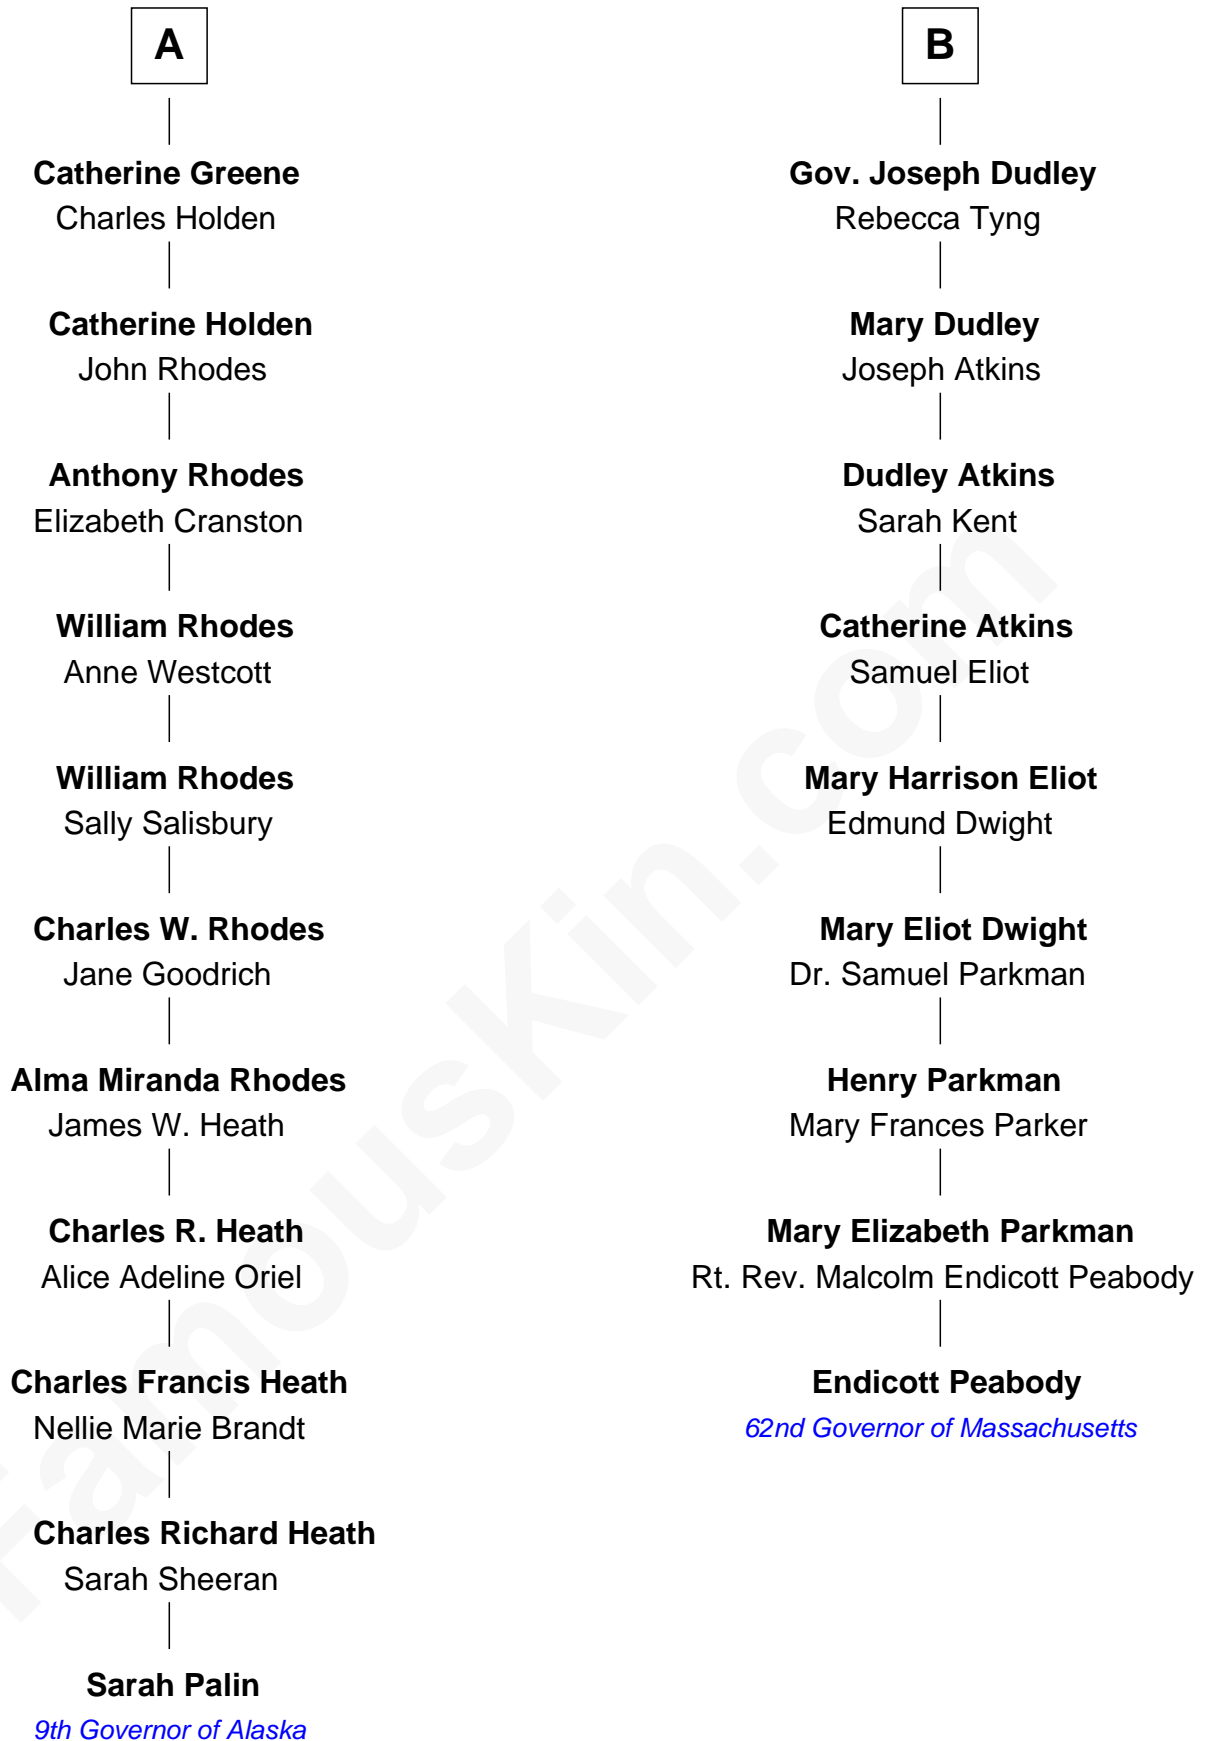 A
Catherine Greene
Charles Holden
Catherine Holden
John Rhodes
Anthony Rhodes
Elizabeth Cranston
William Rhodes
Anne Westcott
William Rhodes
Sally Salisbury
Charles W. Rhodes
Jane Goodrich
Alma Miranda Rhodes
James W. Heath
Charles R. Heath
Alice Adeline Oriel
Charles Francis Heath
Nellie Marie Brandt
Charles Richard Heath
Sarah Sheeran
Sarah Palin
9th Governor of Alaska
B
Gov. Joseph Dudley
Rebecca Tyng
Mary Dudley
Joseph Atkins
Dudley Atkins
Sarah Kent
Catherine Atkins
Samuel Eliot
Mary Harrison Eliot
Edmund Dwight
Mary Eliot Dwight
Dr. Samuel Parkman
Henry Parkman
Mary Frances Parker
Mary Elizabeth Parkman
Rt. Rev. Malcolm Endicott Peabody
Endicott Peabody
62nd Governor of Massachusetts
FamousKin.com